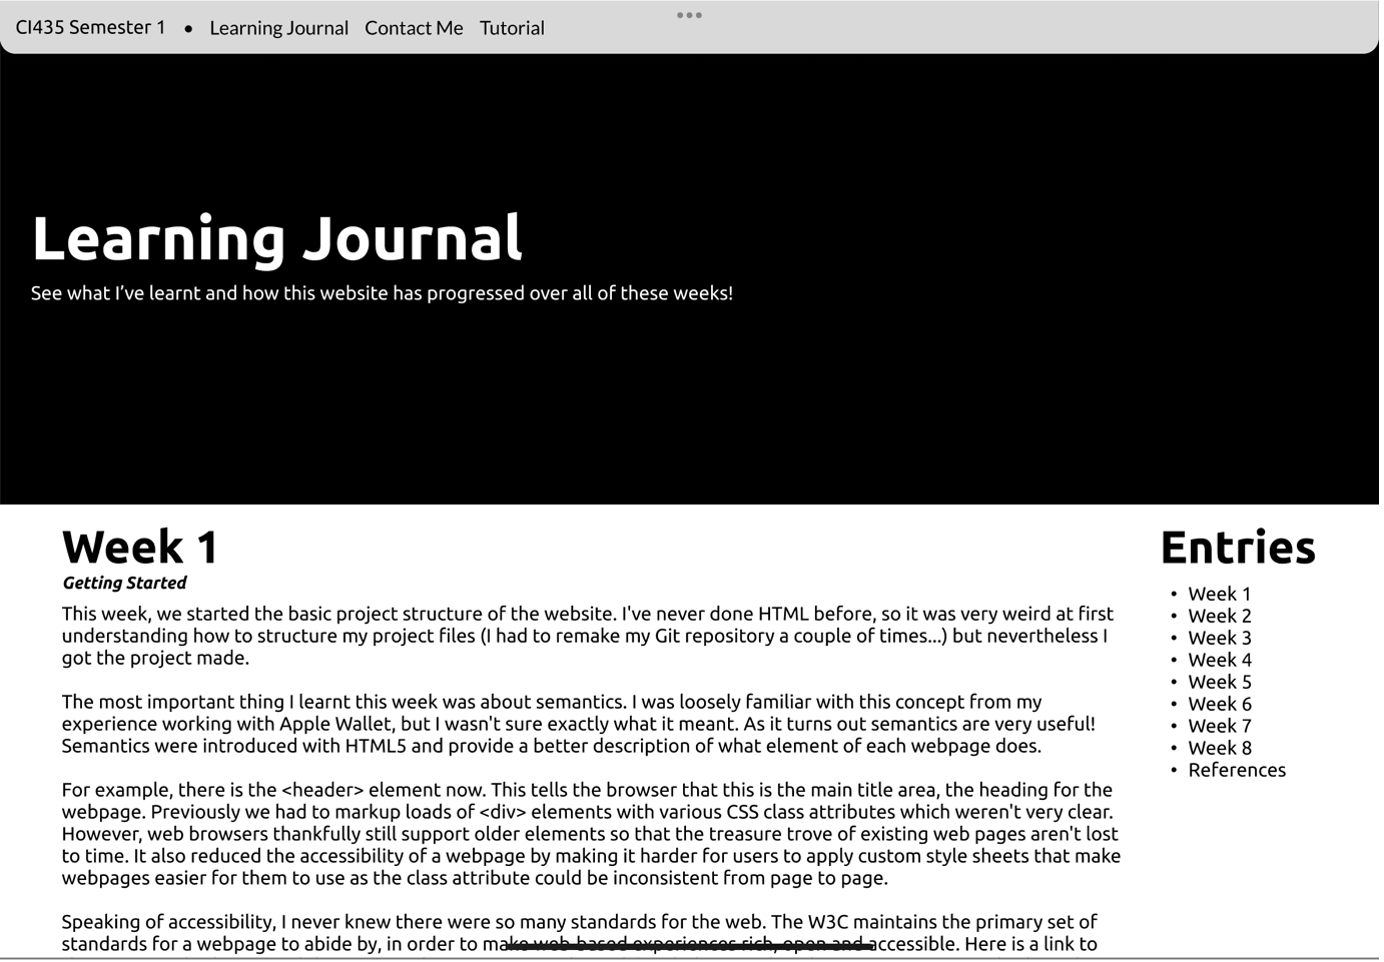 CI435 Semester 1 • Learning Journal Contact Me Tutorial
Learning Journal
See what I’ve learnt and how this website has progressed over all of these weeks!
Week 1
Getting Started
This week, we started the basic project structure of the website. I've never done HTML before, so it was very weird at first
understanding how to structure my project files (I had to remake my Git repository a couple of times...) but nevertheless I
got the project made.
The most important thing I learnt this week was about semantics. I was loosely familiar with this concept from my
experience working with Apple Wallet, but I wasn't sure exactly what it meant. As it turns out semantics are very useful!
Semantics were introduced with HTML5 and provide a better description of what element of each webpage does.
For example, there is the <header> element now. This tells the browser that this is the main title area, the heading for the
webpage. Previously we had to markup loads of <div> elements with various CSS class attributes which weren't very clear.
However, web browsers thankfully still support older elements so that the treasure trove of existing web pages aren't lost
to time. It also reduced the accessibility of a webpage by making it harder for users to apply custom style sheets that make
webpages easier for them to use as the class attribute could be inconsistent from page to page.
Speaking of accessibility, I never knew there were so many standards for the web. The W3C maintains the primary set of
standards for a webpage to abide by, in order to make web-based experiences rich, open and accessible. Here is a link to
Entries
• Week 1
• Week 2
• Week 3
• Week 4
• Week 5
• Week 6
• Week 7
• Week 8
• References